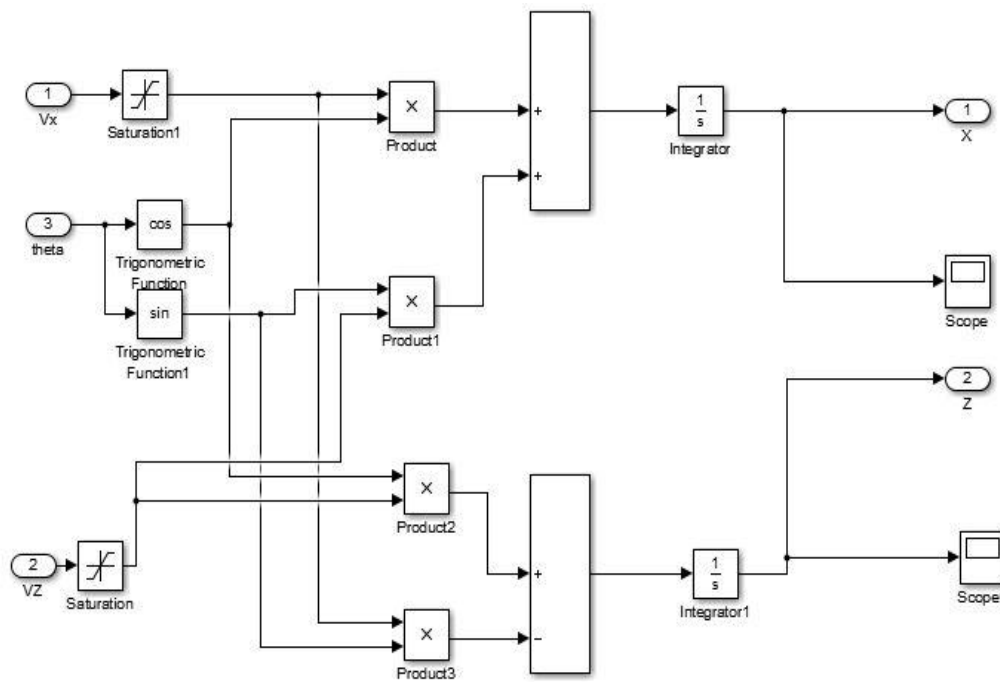 1
Vx
Saturation1
×
Product
+
+
1
s
Integrator
1
X
3
theta
cos
Trigonometric
Function
sin
Trigonometric
Function1
×
Product1
Scope
2
Z
×
Product2
2
VZ
Saturation
+
−
1
s
Integrator1
Scope
×
Product3